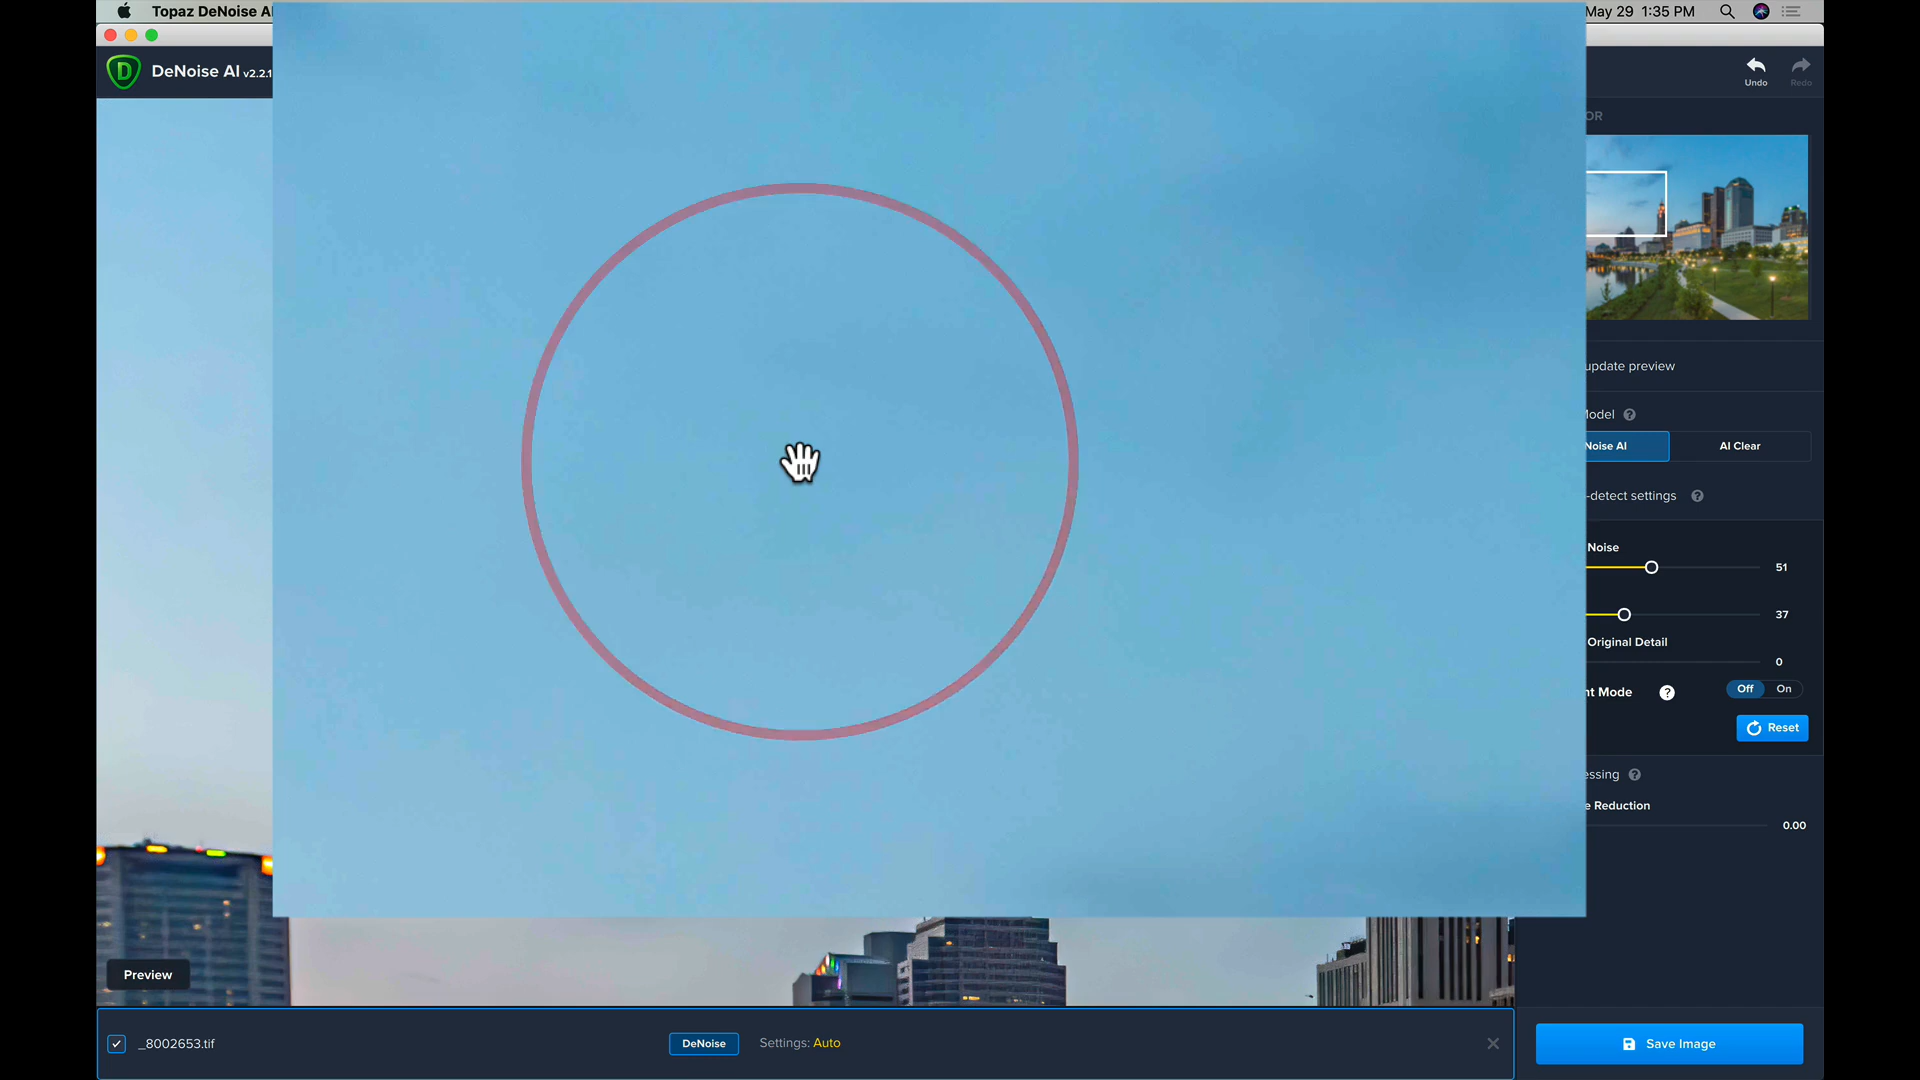 Topaz DeNoise AI
May 29 1:35 PM
D DeNoise AI v2.2.1
Undo
Redo
OR
update preview
Model
Noise AI
AI Clear
-detect settings
Noise
51
37
Original Detail
0
nt Mode
Off
On
Reset
essing
e Reduction
0.00
Preview
_8002653.tif
DeNoise
Settings: Auto
Save Image